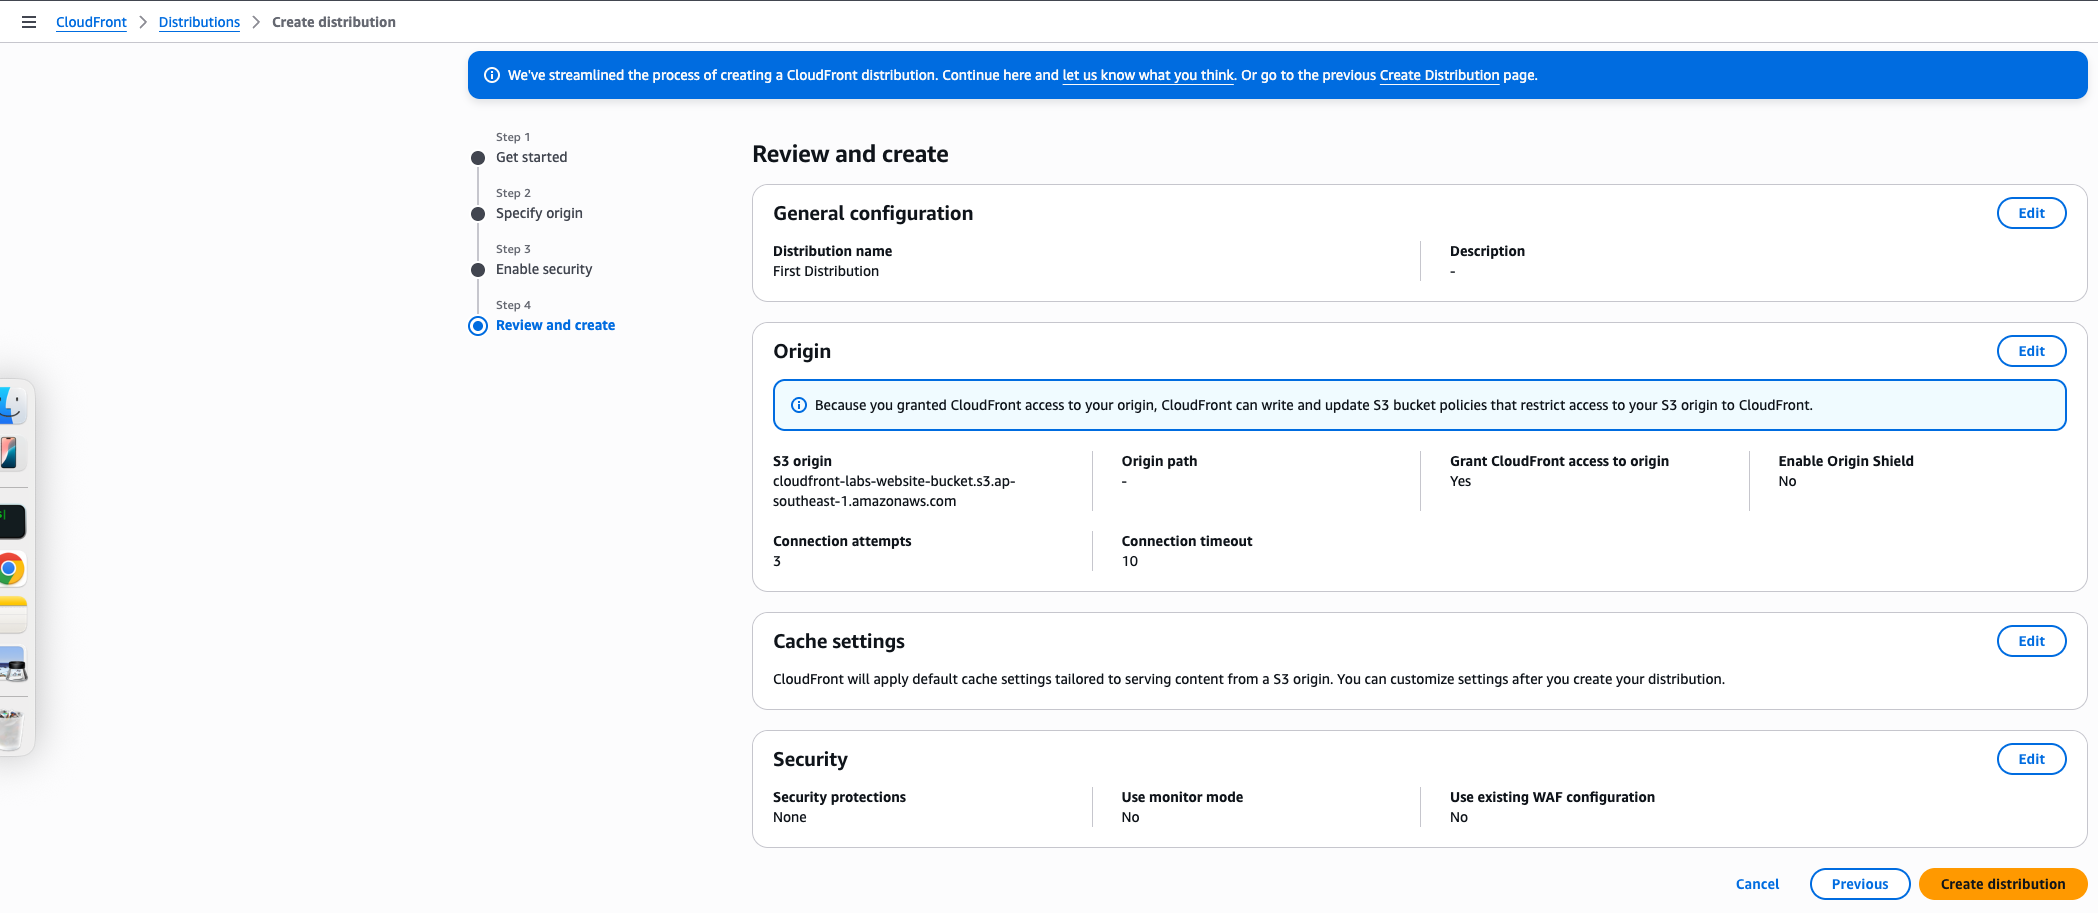 CloudFront > Distributions > Create distribution
We've streamlined the process of creating a CloudFront distribution. Continue here and let us know what you think. Or go to the previous Create Distribution page.
Step 1
Get started
Step 2
Specify origin
Step 3
Enable security
Step 4
Review and create
Review and create
General configuration
Edit
Distribution name
First Distribution
Description
-
Origin
Edit
Because you granted CloudFront access to your origin, CloudFront can write and update S3 bucket policies that restrict access to your S3 origin to CloudFront.
S3 origin
cloudfront-labs-website-bucket.s3.ap-
southeast-1.amazonaws.com
Origin path
-
Grant CloudFront access to origin
Yes
Enable Origin Shield
No
Connection attempts
3
Connection timeout
10
Cache settings
Edit
CloudFront will apply default cache settings tailored to serving content from a S3 origin. You can customize settings after you create your distribution.
Security
Edit
Security protections
None
Use monitor mode
No
Use existing WAF configuration
No
Cancel
Previous
Create distribution